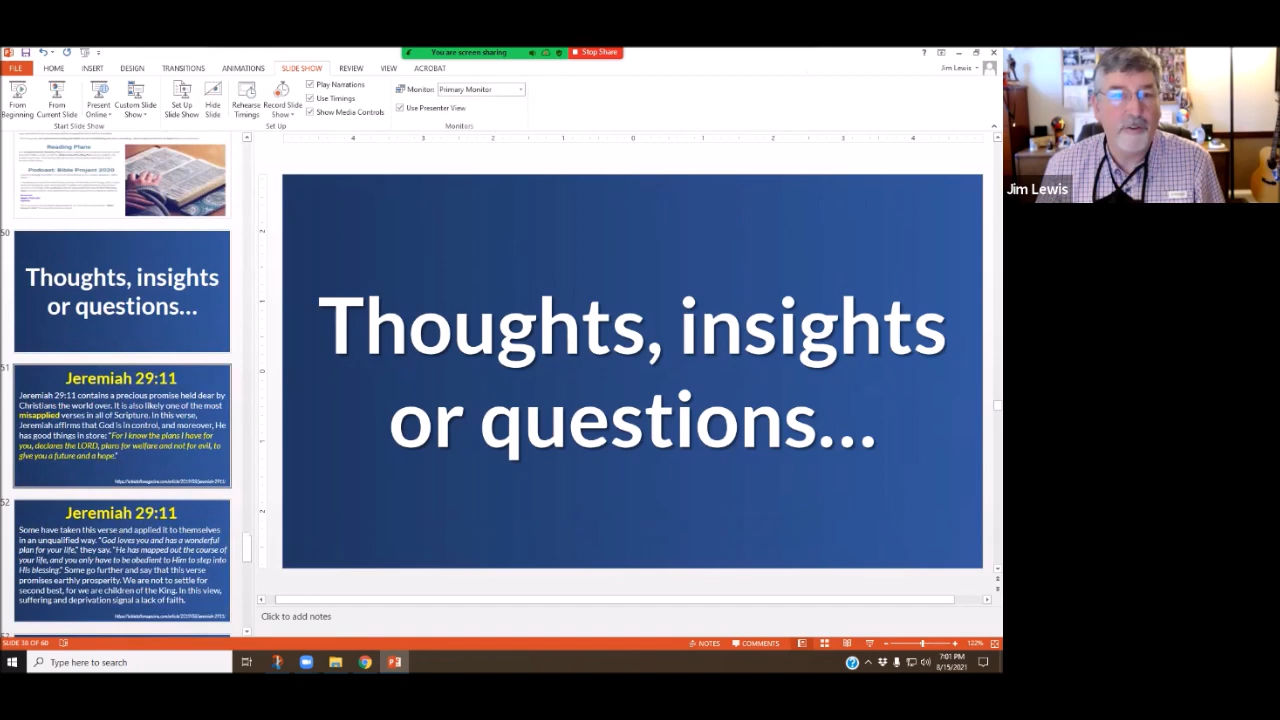 You are screen sharing Stop Share
FILE HOME INSERT DESIGN TRANSITIONS ANIMATIONS SLIDE SHOW REVIEW VIEW ACROBAT Jim Lewis
From Beginning
From Current Slide
Present Online
Custom Slide Show
Set Up Slide Show
Hide Slide
Rehearse Timings
Record Slide Show
Play Narrations
Use Timings
Show Media Controls
Monitor: Primary Monitor
Use Presenter View
Start Slide Show Set Up Monitors
Jim Lewis
Reading Plans
Podcast: Bible Project 2020
50
Thoughts, insights
or questions...
51
Jeremiah 29:11
Jeremiah 29:11 contains a precious promise held dear by
Christians the world over. It is also likely one of the most
misapplied verses in all of Scripture. In this verse,
Jeremiah affirms that God is in control, and moreover, He
has good things in store: "For I know the plans I have for
you, declares the LORD, plans for welfare and not for evil, to
give you a future and a hope."
52
Jeremiah 29:11
Some have taken this verse and applied it to themselves
in an unqualified way. "God loves you and has a wonderful
plan for your life," they say. "He has mapped out the course of
your life, and you only have to be obedient to Him to step into
His blessing." Some go further and say that this verse
promises earthly prosperity. We are not to settle for
second best, for we are children of the King. In this view,
suffering and deprivation signal a lack of faith.
Thoughts, insights
or questions...
Click to add notes
SLIDE 38 OF 60 NOTES COMMENTS 122%
Type here to search
7:01 PM
8/15/2021